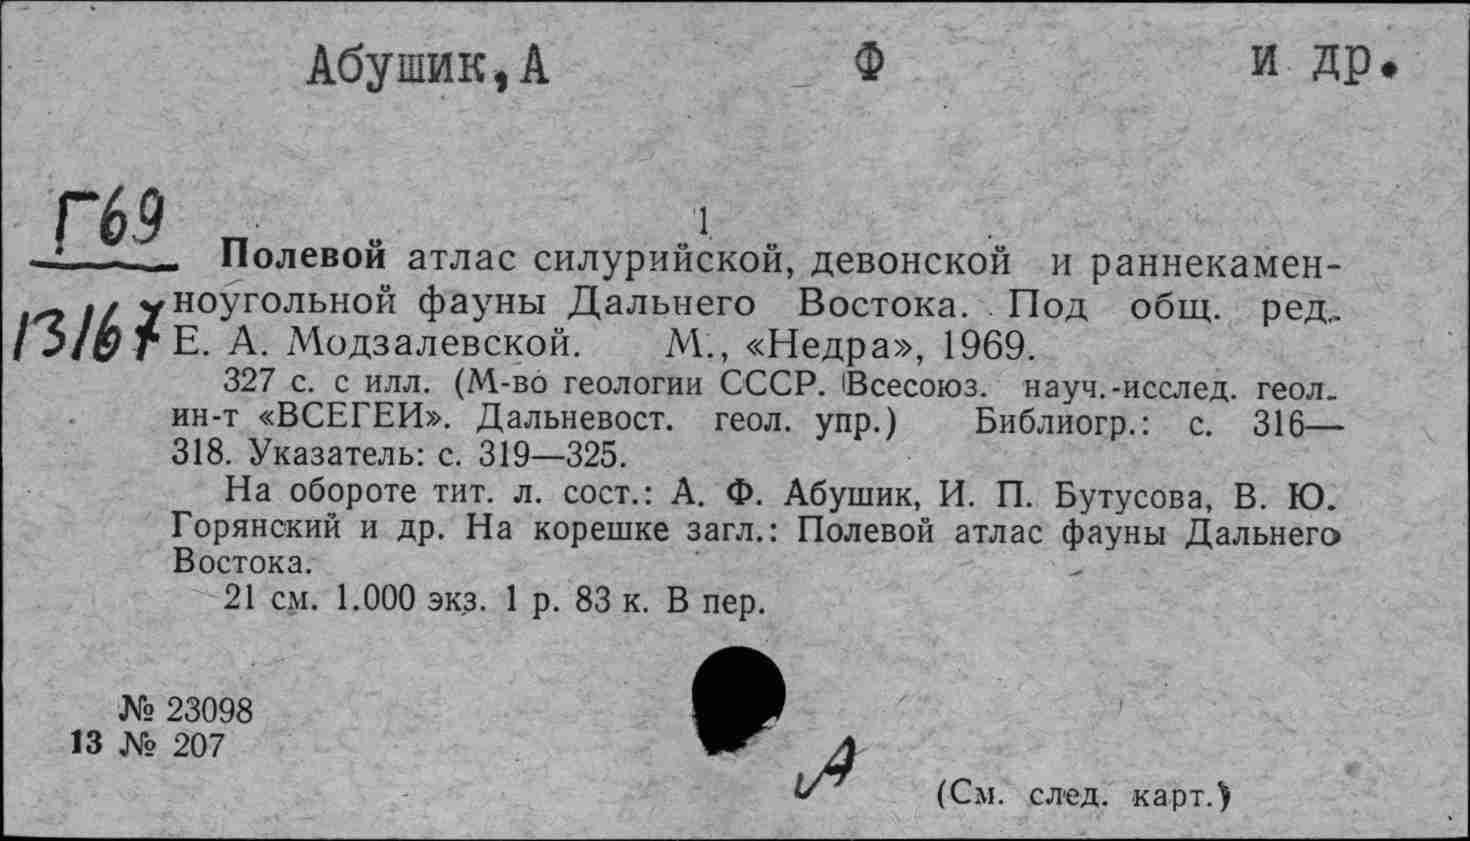 Абушик, А Ф и др.
Г69
13167
1
Полевой атлас силурийской, девонской и раннекамен-
ноугольной фауны Дальнего Востока. Под общ. ред.
Е. А. Модзалевской. М., «Недра», 1969.
327 с. с илл. (М-во геологии СССР. Всесоюз. науч.-исслед. геол.
ин-т «ВСЕГЕИ». Дальневост. геол. упр.) Библиогр.: с. 316—
318. Указатель: с. 319—325.
На обороте тит. л. сост.: А. Ф. Абушик, И. П. Бутусова, В. Ю.
Горянский и др. На корешке загл.: Полевой атлас фауны Дальнего
Востока.
21 см. 1.000 экз. 1 р. 83 к. В пер.
№ 23098
13 № 207
А
(См. след. карт.)